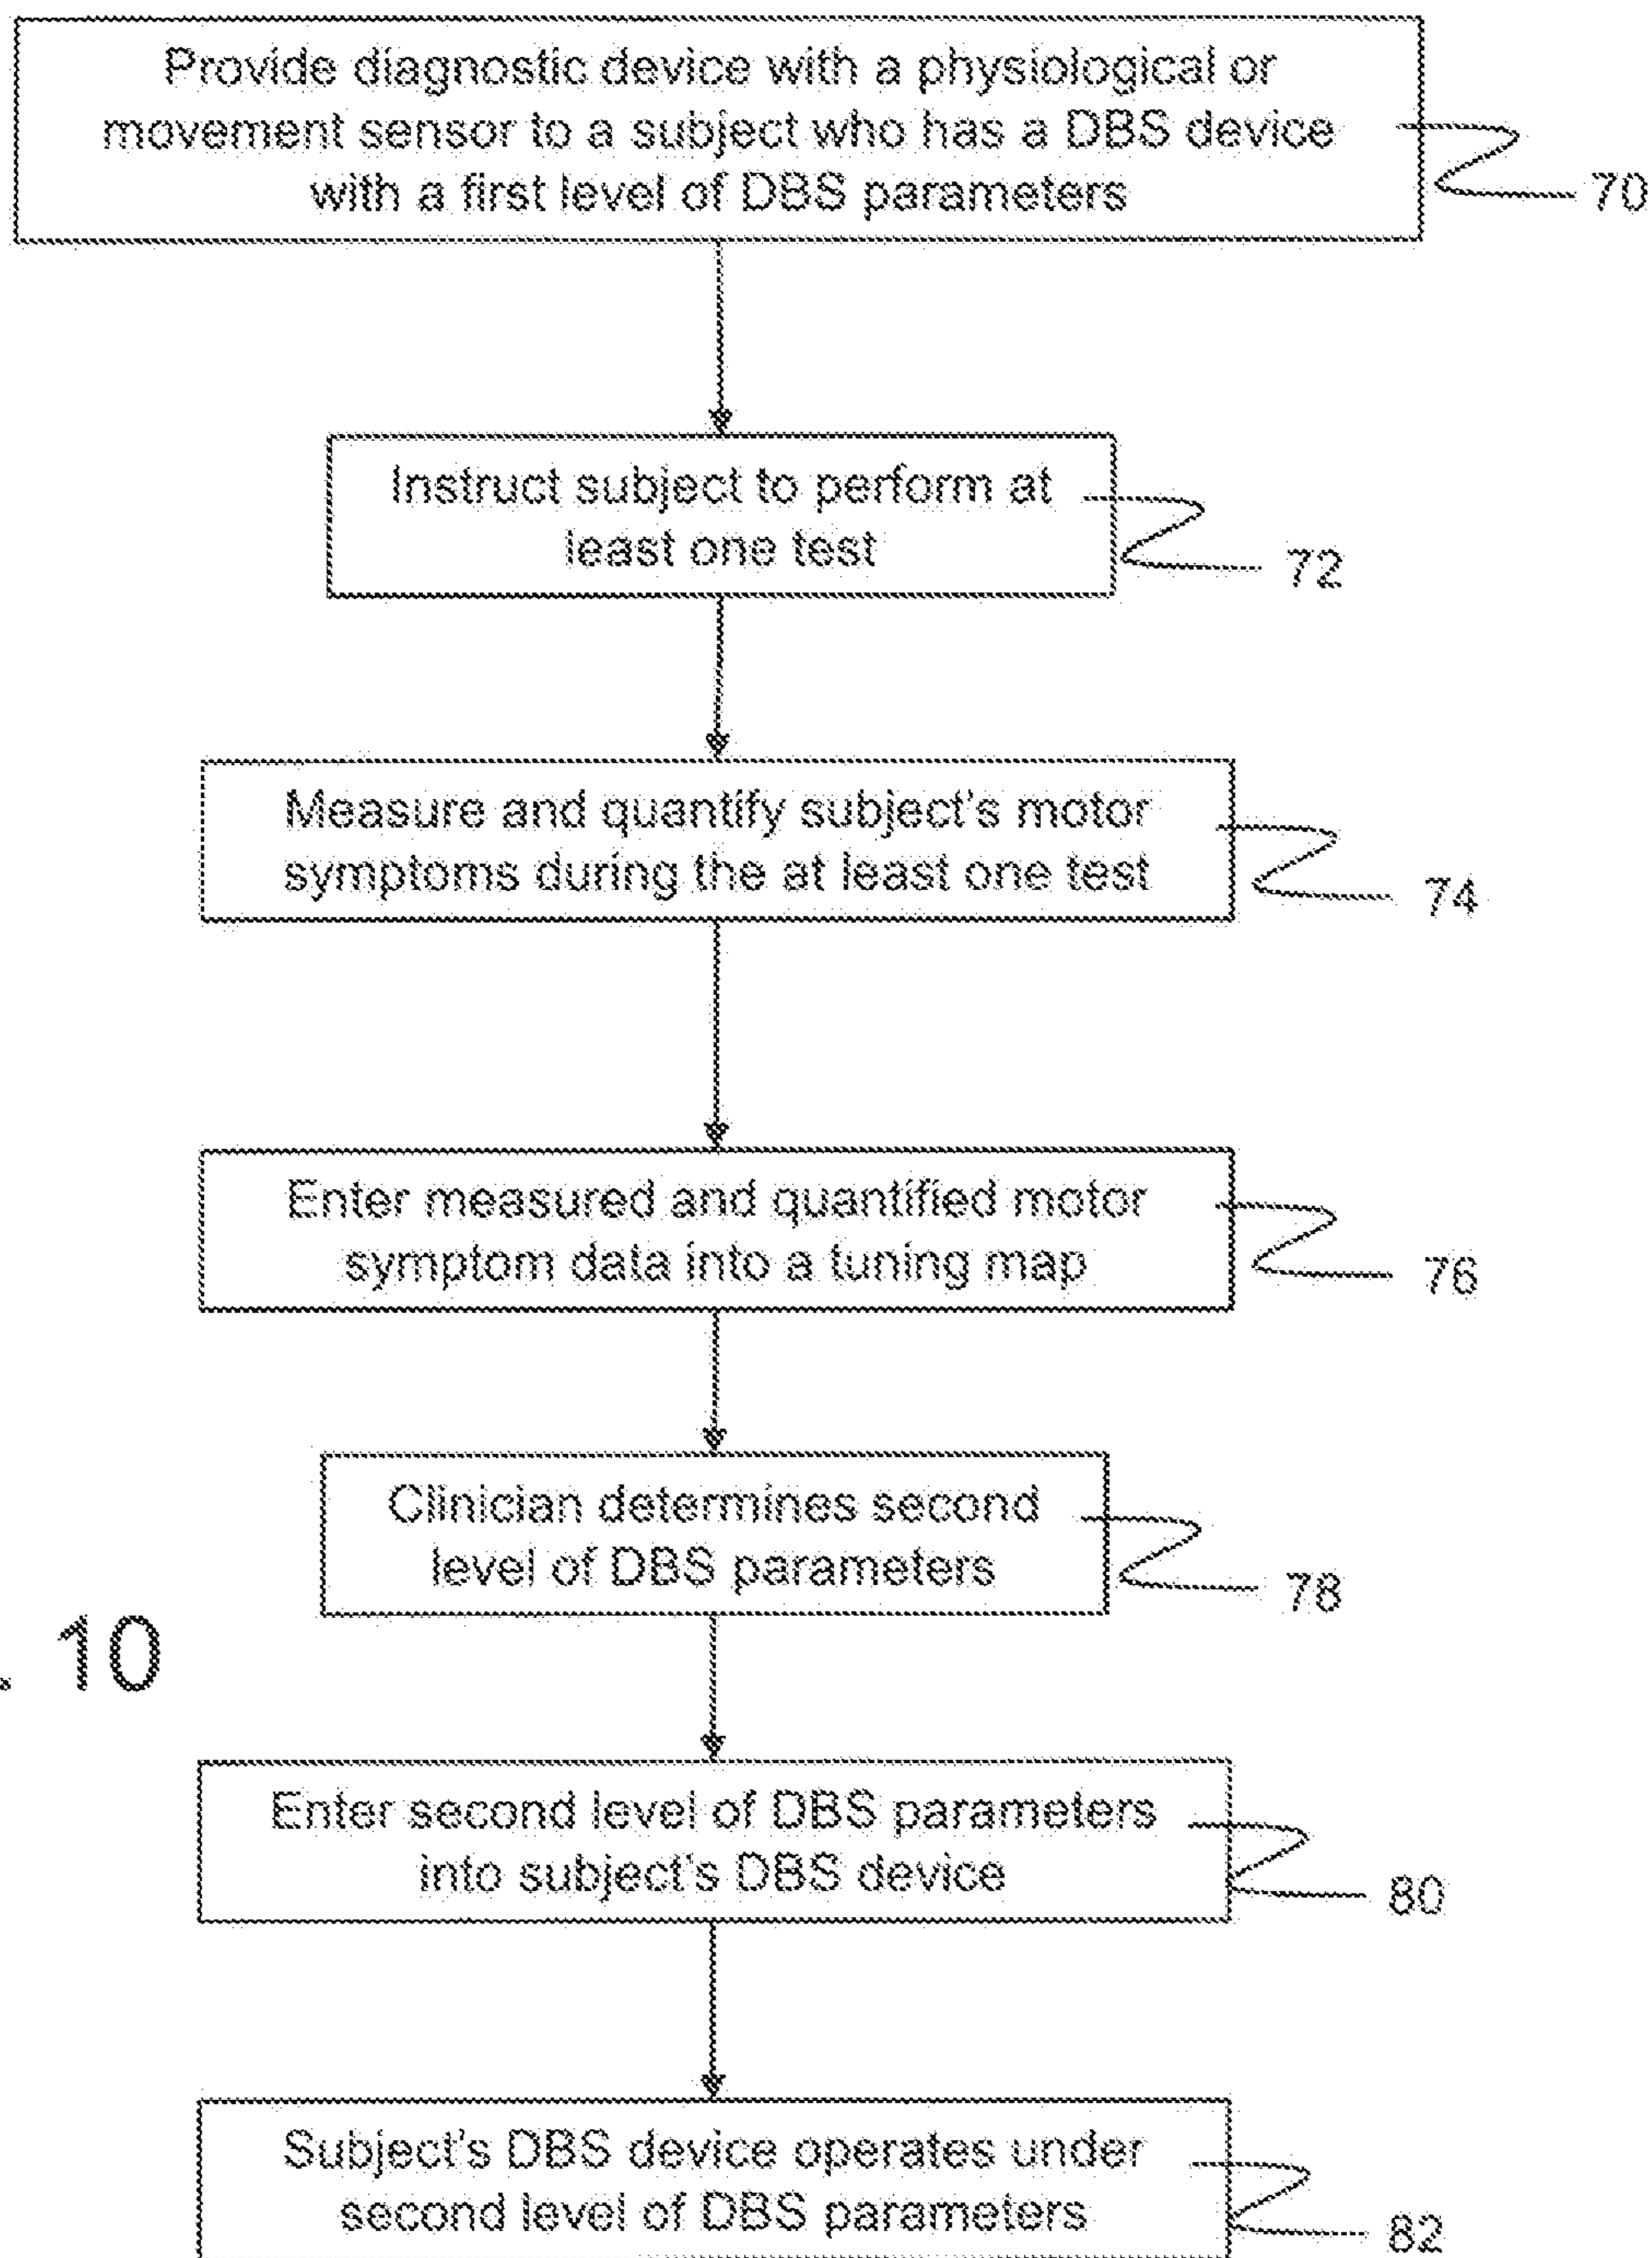 Provide diagnostic device with a physiological or
movement sensor to a subject who has a DBS device
with a first level of DBS parameters
70
Instruct subject to perform at
least one test
72
Measure and quantify subject's motor
symptoms during the at least one test
74
Enter measured and quantified motor
symptom data into a tuning map
76
Clinician determines second
level of DBS parameters
78
. 10
Enter second level of DBS parameters
into subject's DBS device
80
Subject's DBS device operates under
second level of DBS parameters
82